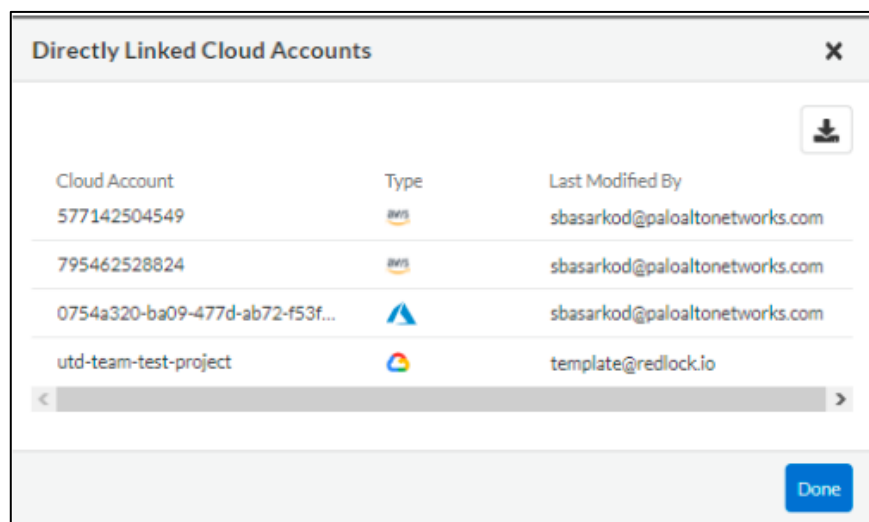 Directly Linked Cloud Accounts
Cloud Account Type Last Modified By
577142504549 aws sbasarkod@paloaltonetworks.com
795462528824 aws sbasarkod@paloaltonetworks.com
0754a320-ba09-477d-ab72-f53f... sbasarkod@paloaltonetworks.com
utd-team-test-project template@redlock.io
Done